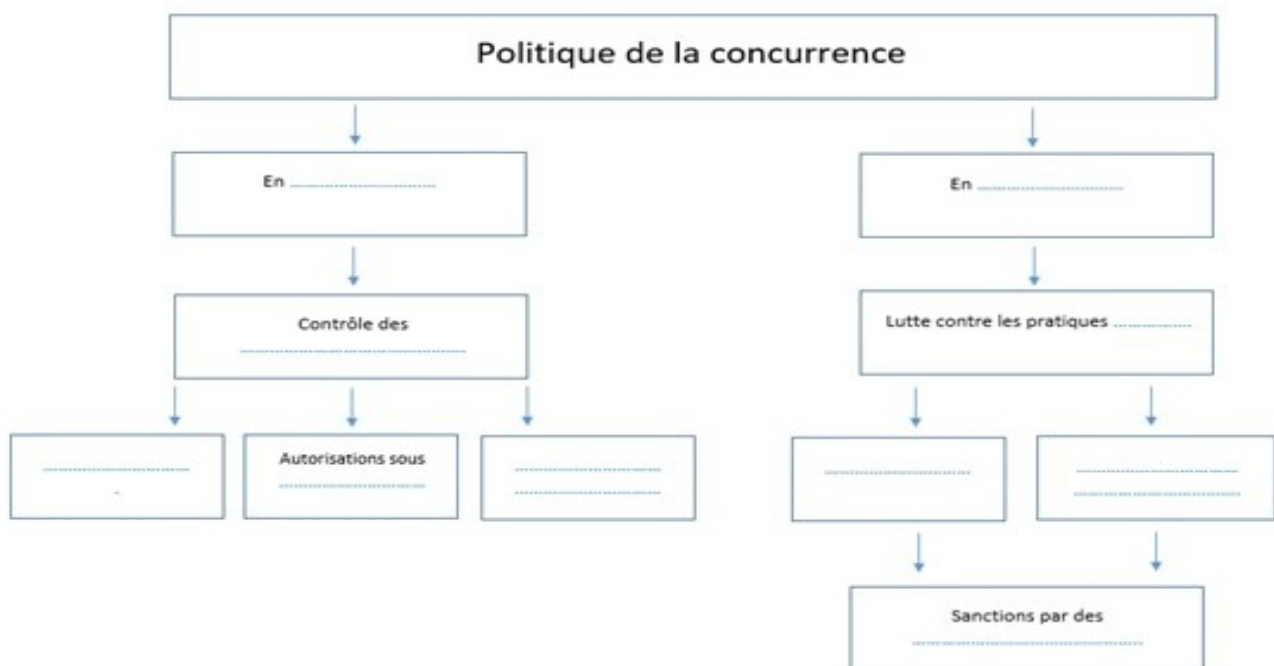 Politique de la concurrence
En ................................
En ................................
Contrôle des
................................
Lutte contre les pratiques ................
................................
.
Autorisations sous
................................
................................
................................
................................
................................
................................
Sanctions par des
................................